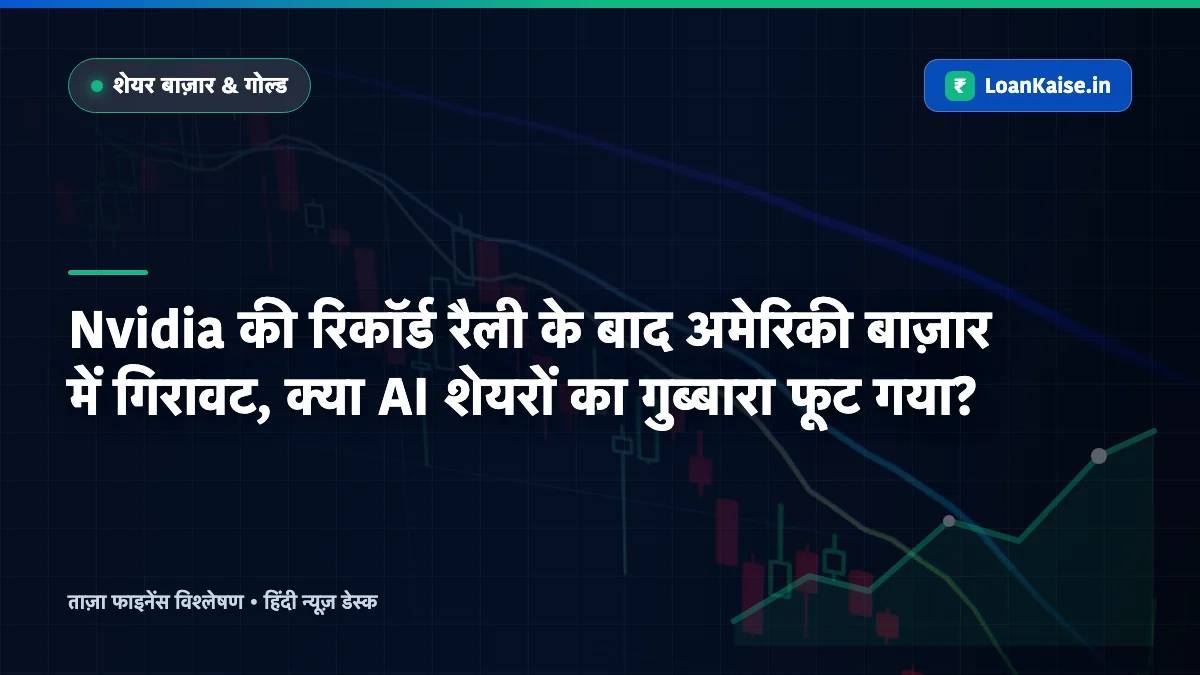 शेयर बाज़ार & गोल्ड
₹ LoanKaise.in
Nvidia की रिकॉर्ड रैली के बाद अमेरिकी बाज़ार
में गिरावट, क्या AI शेयरों का गुब्बारा फूट गया?
ताज़ा फाइनेंस विश्लेषण • हिंदी न्यूज़ डेस्क